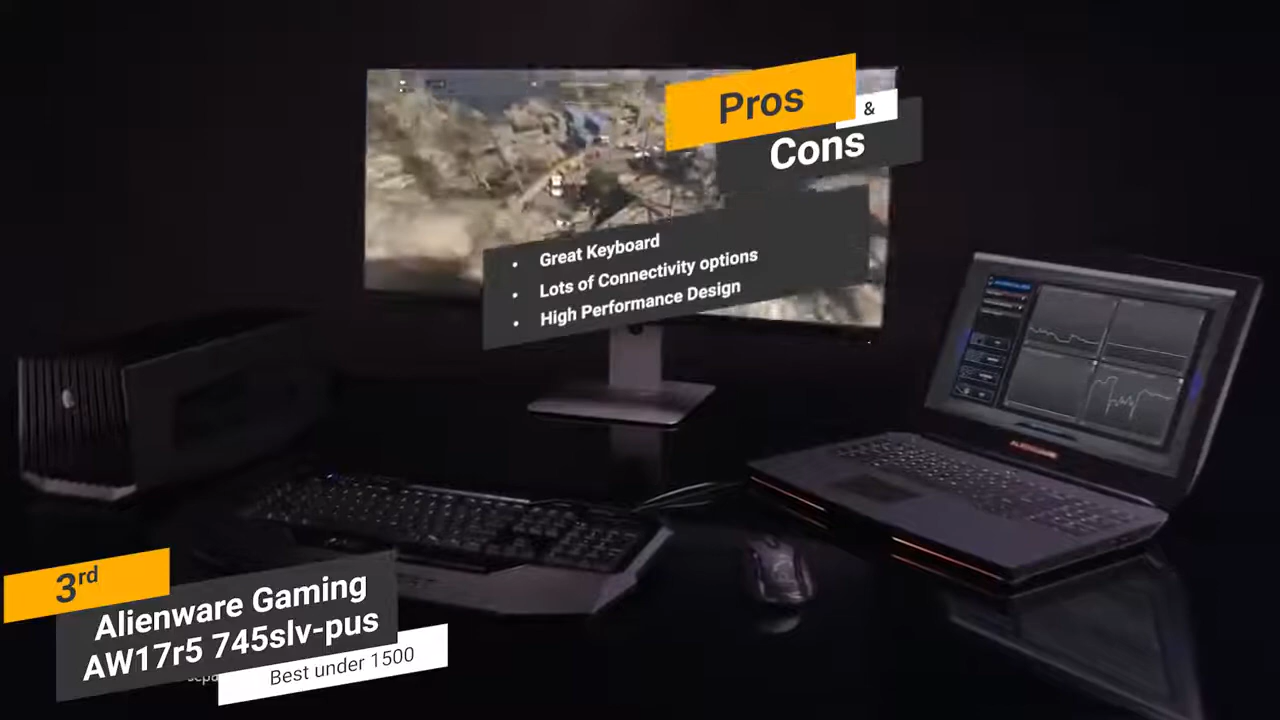 Pros
&
Cons
• Great Keyboard
• Lots of Connectivity options
• High Performance Design
ALIENWARE
3rd
Alienware Gaming
AW17r5 745slv-pus
Best under 1500